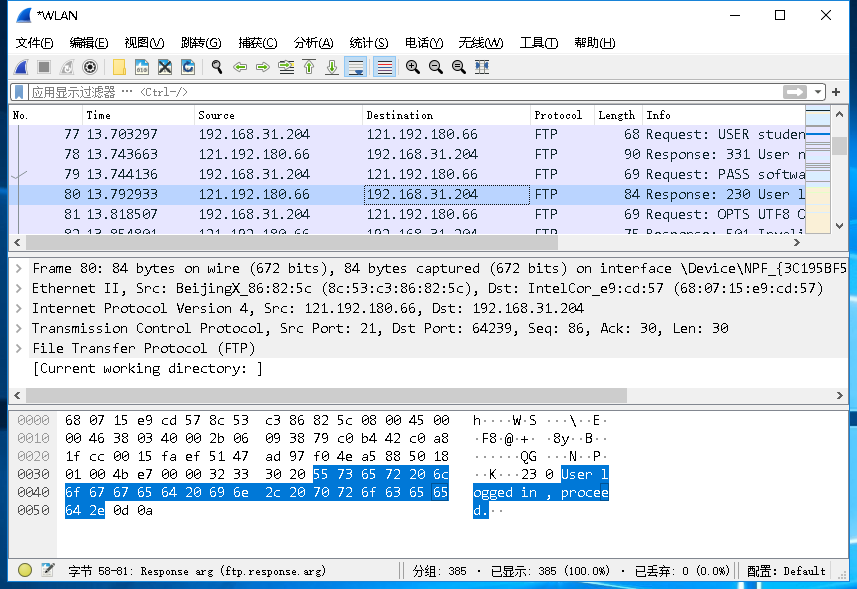 *WLAN
文件(F) 编辑(E) 视图(V) 跳转(G) 捕获(C) 分析(A) 统计(S) 电话(Y) 无线(W) 工具(T) 帮助(H)
应用显示过滤器 … <Ctrl-/>
No. Time Source Destination Protocol Length Info
77 13.703297 192.168.31.204 121.192.180.66 FTP 68 Request: USER studen
78 13.743663 121.192.180.66 192.168.31.204 FTP 90 Response: 331 User n
79 13.744136 192.168.31.204 121.192.180.66 FTP 69 Request: PASS softwa
80 13.792933 121.192.180.66 192.168.31.204 FTP 84 Response: 230 User l
81 13.818507 192.168.31.204 121.192.180.66 FTP 69 Request: OPTS UTF8 O
82 13.854801 121.192.180.66 192.168.31.204 FTP 75 Response: 501 Invali
Frame 80: 84 bytes on wire (672 bits), 84 bytes captured (672 bits) on interface \Device\NPF_{3C195BF5
Ethernet II, Src: BeijingX_86:82:5c (8c:53:c3:86:82:5c), Dst: IntelCor_e9:cd:57 (68:07:15:e9:cd:57)
Internet Protocol Version 4, Src: 121.192.180.66, Dst: 192.168.31.204
Transmission Control Protocol, Src Port: 21, Dst Port: 64239, Seq: 86, Ack: 30, Len: 30
File Transfer Protocol (FTP)
[Current working directory: ]
0000 68 07 15 e9 cd 57 8c 53 c3 86 82 5c 08 00 45 00 h····W·S ···\··E·
0010 00 46 38 03 40 00 2b 06 09 38 79 c0 b4 42 c0 a8 ·F8·@·+· ·8y··B··
0020 1f cc 00 15 fa ef 51 47 ad 97 f0 4e a5 88 50 18 ······QG ···N··P·
0030 01 00 4b e7 00 00 32 33 30 20 55 73 65 72 20 6c ··K···23 0 User l
0040 6f 67 67 65 64 20 69 6e 2c 20 70 72 6f 63 65 65 ogged in , procee
0050 64 2e 0d 0a d.··
字节 58-81: Response arg (ftp.response.arg) 分组: 385 · 已显示: 385 (100.0%) · 已丢弃: 0 (0.0%) 配置: Default